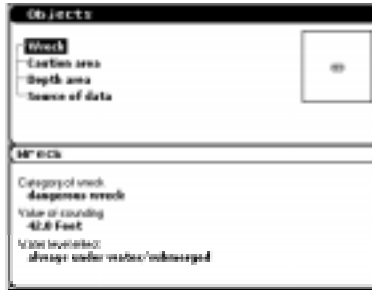 Objects
Wreck
Caution area
Depth area
Source of data
Wreck
Category of wreck
dangerous wreck
Value of sounding
42.0 Feet
Water level effect
always under water/submerged